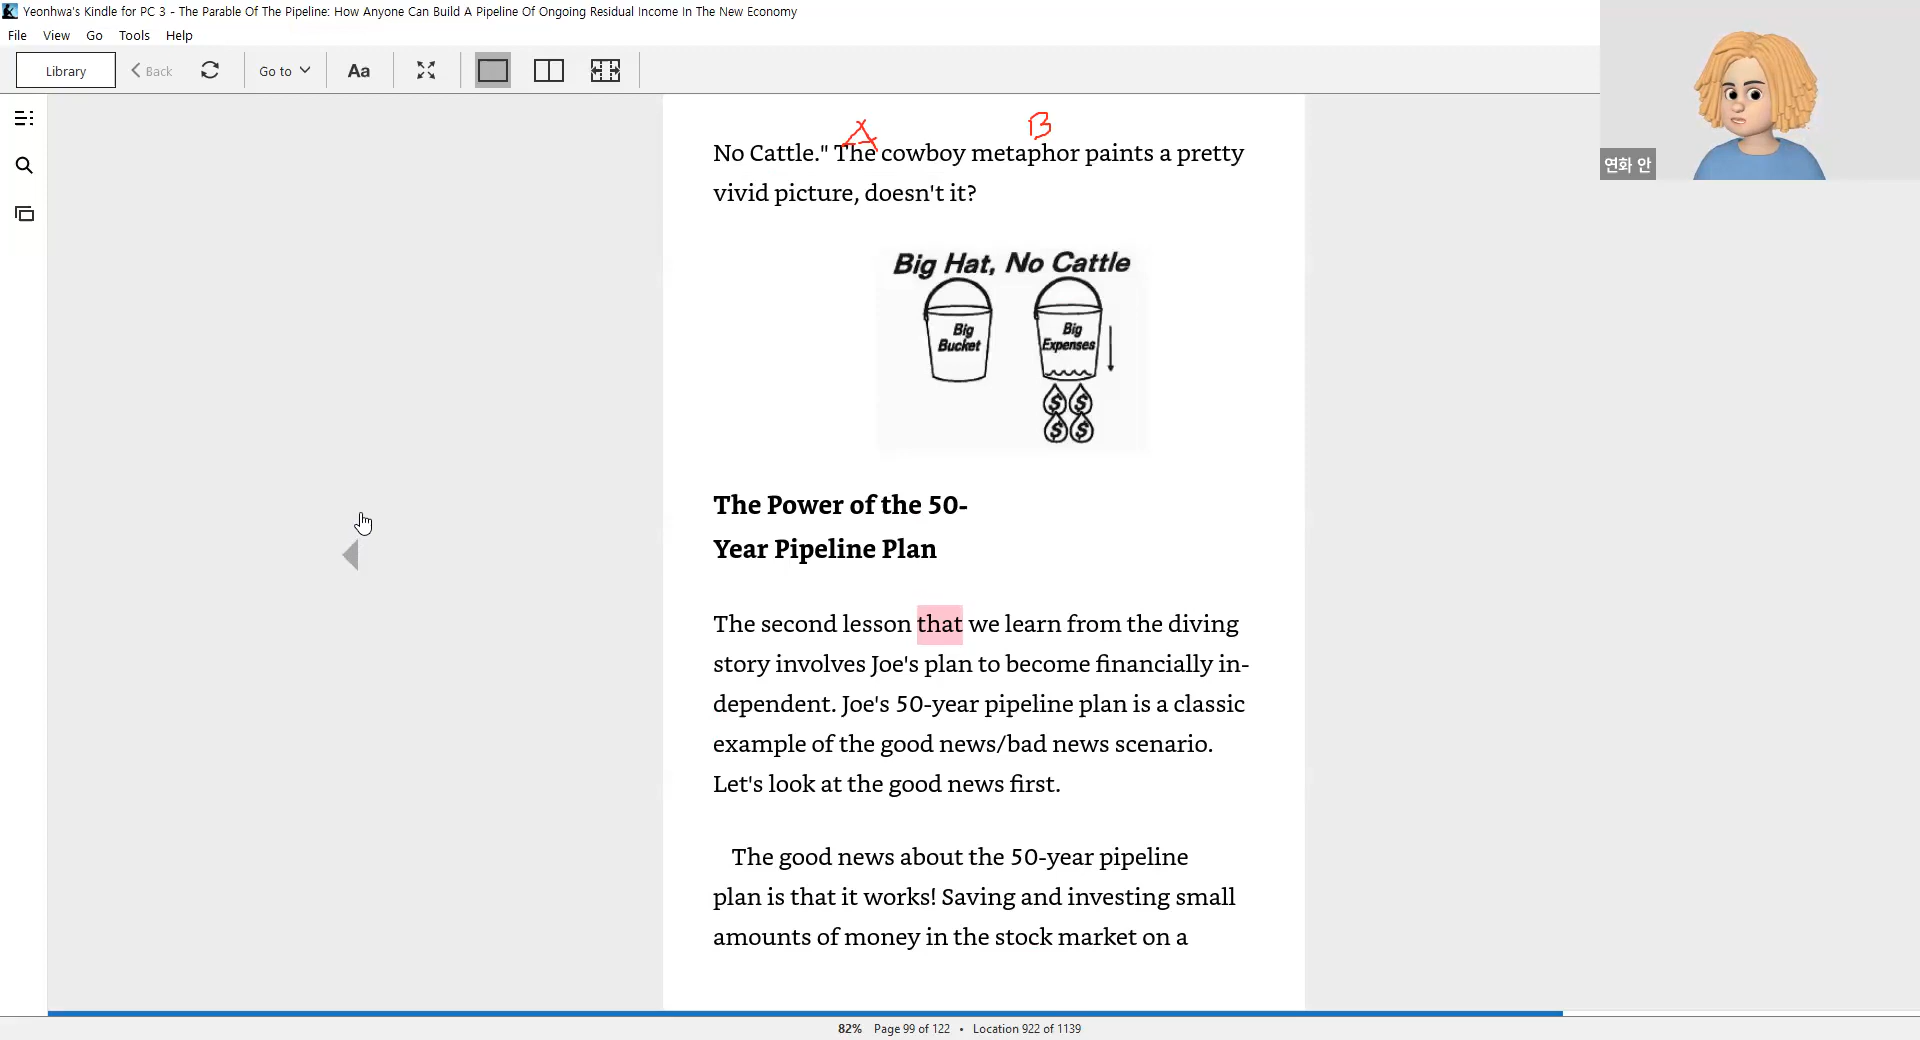 Yeonhwa's Kindle for PC 3 - The Parable Of The Pipeline: How Anyone Can Build A Pipeline Of Ongoing Residual Income In The New Economy
File View Go Tools Help
Library Back Go to Aa
연화 안
A B
No Cattle." The cowboy metaphor paints a pretty
vivid picture, doesn't it?
Big Hat, No Cattle
Big Big
Bucket Expenses
$ $
$ $
The Power of the 50-
Year Pipeline Plan
The second lesson that we learn from the diving
story involves Joe's plan to become financially in-
dependent. Joe's 50-year pipeline plan is a classic
example of the good news/bad news scenario.
Let's look at the good news first.
The good news about the 50-year pipeline
plan is that it works! Saving and investing small
amounts of money in the stock market on a
82% Page 99 of 122 • Location 922 of 1139